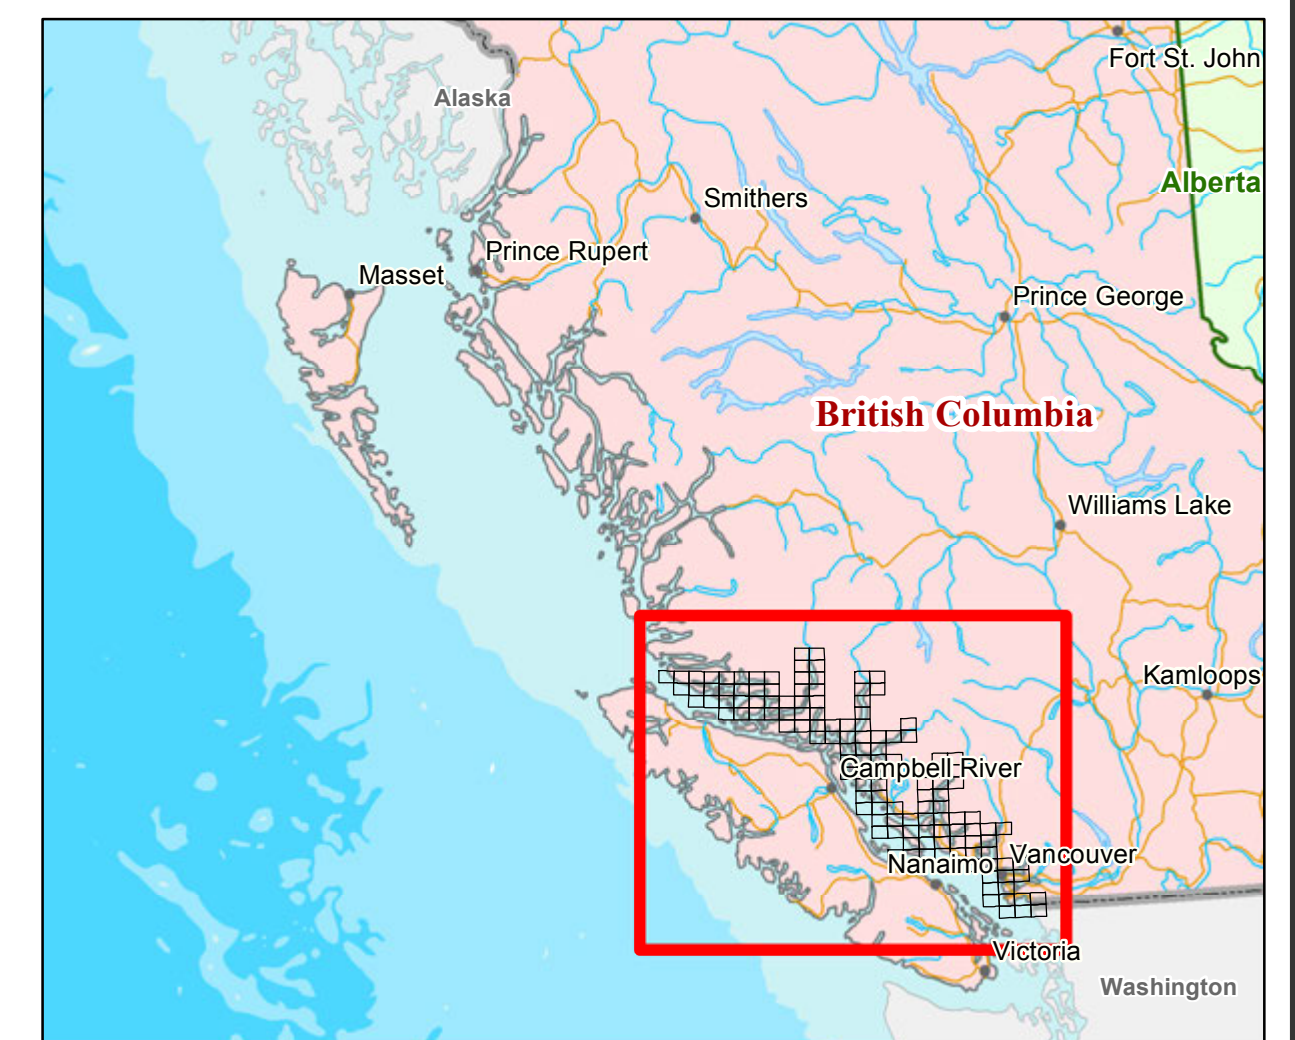 Fort St. John
Alaska
Alberta
Smithers
Prince Rupert
Masset
Prince George
British Columbia
Williams Lake
Kamloops
Campbell River
Vancouver
Nanaimo
Victoria
Washington